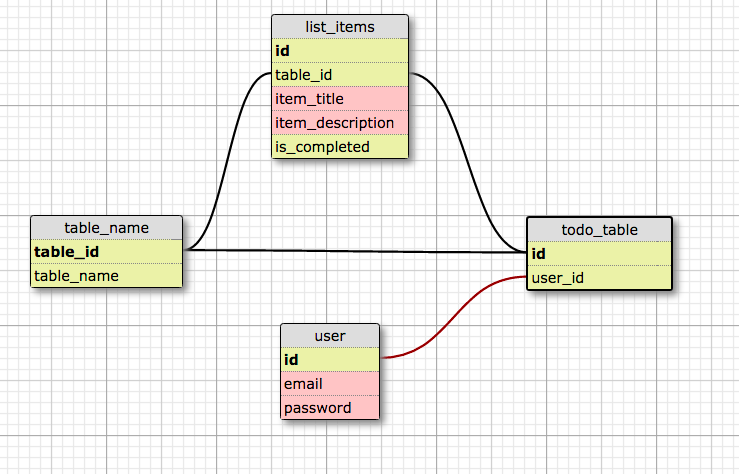 list_items
id
table_id
item_title
item_description
is_completed
table_name
table_id
table_name
todo_table
id
user_id
user
id
email
password